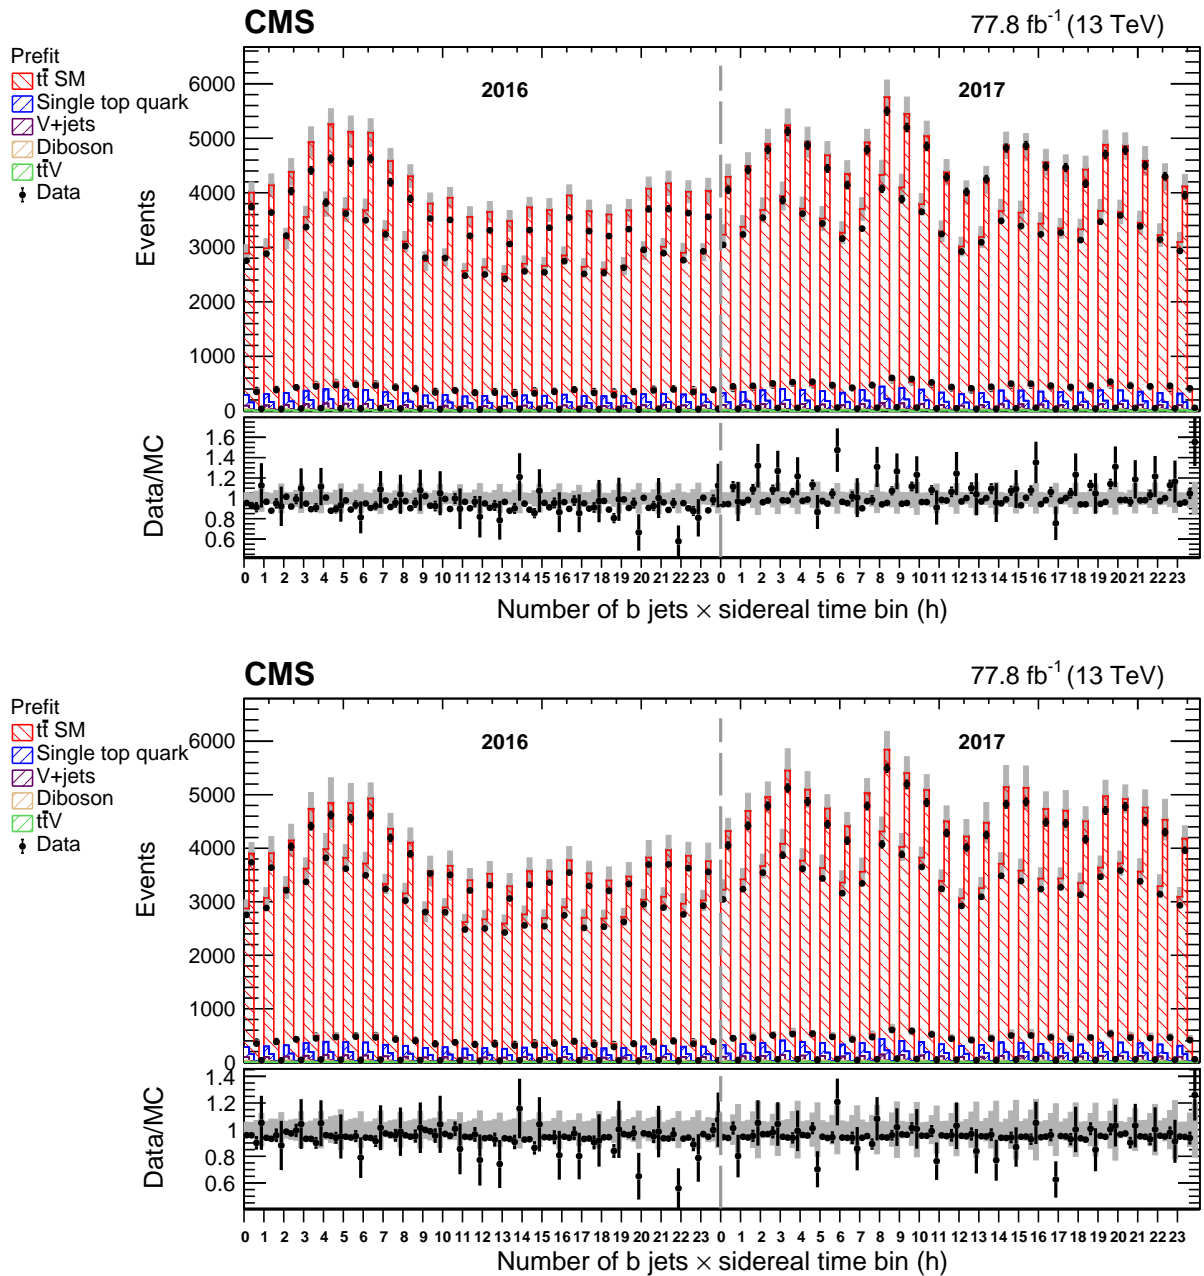 CMS 77.8 fb⁻¹ (13 TeV)
Prefit
tt̄ SM
Single top quark
V+jets
Diboson
tt̄V
Data
2016 2017
Events
6000
5000
4000
3000
2000
1000
0
Data/MC
1.6
1.4
1.2
1
0.8
0.6
0 1 2 3 4 5 6 7 8 9 10 11 12 13 14 15 16 17 18 19 20 21 22 23 0 1 2 3 4 5 6 7 8 9 10 11 12 13 14 15 16 17 18 19 20 21 22 23
Number of b jets × sidereal time bin (h)
CMS 77.8 fb⁻¹ (13 TeV)
Prefit
tt̄ SM
Single top quark
V+jets
Diboson
tt̄V
Data
2016 2017
Events
6000
5000
4000
3000
2000
1000
0
Data/MC
1.4
1.2
1
0.8
0.6
0 1 2 3 4 5 6 7 8 9 10 11 12 13 14 15 16 17 18 19 20 21 22 23 0 1 2 3 4 5 6 7 8 9 10 11 12 13 14 15 16 17 18 19 20 21 22 23
Number of b jets × sidereal time bin (h)